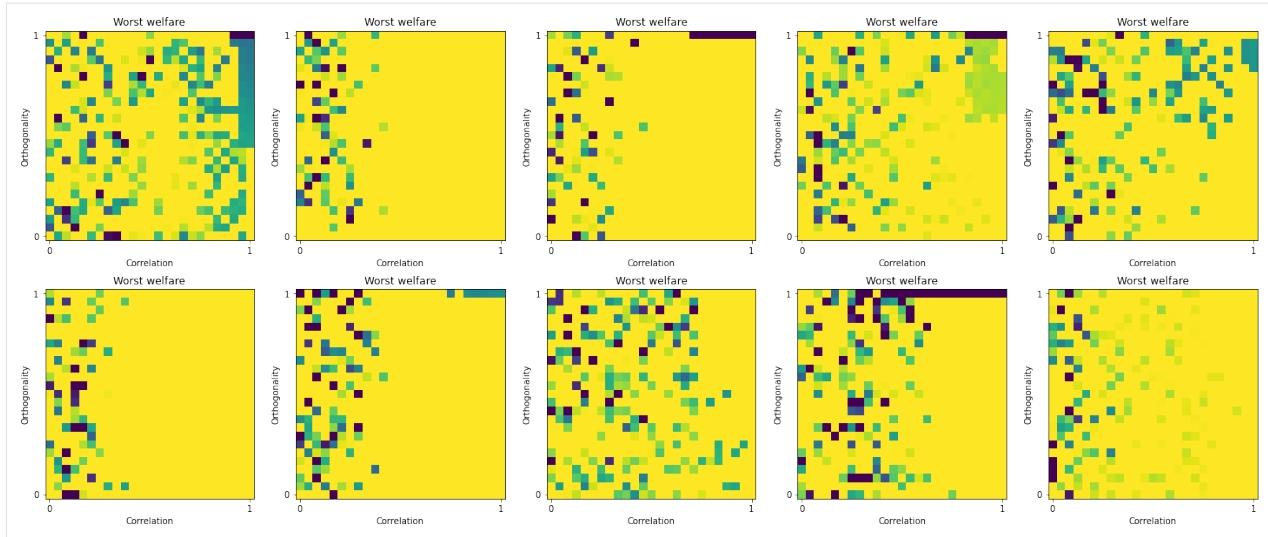 Worst welfare Worst welfare Worst welfare Worst welfare Worst welfare
1 1 1 1 1
Orthogonality Orthogonality Orthogonality Orthogonality Orthogonality
0 0 0 0 0
0 1 0 1 0 1 0 1 0 1
Correlation Correlation Correlation Correlation Correlation
Worst welfare Worst welfare Worst welfare Worst welfare Worst welfare
1 1 1 1 1
Orthogonality Orthogonality Orthogonality Orthogonality Orthogonality
0 0 0 0 0
0 1 0 1 0 1 0 1 0 1
Correlation Correlation Correlation Correlation Correlation